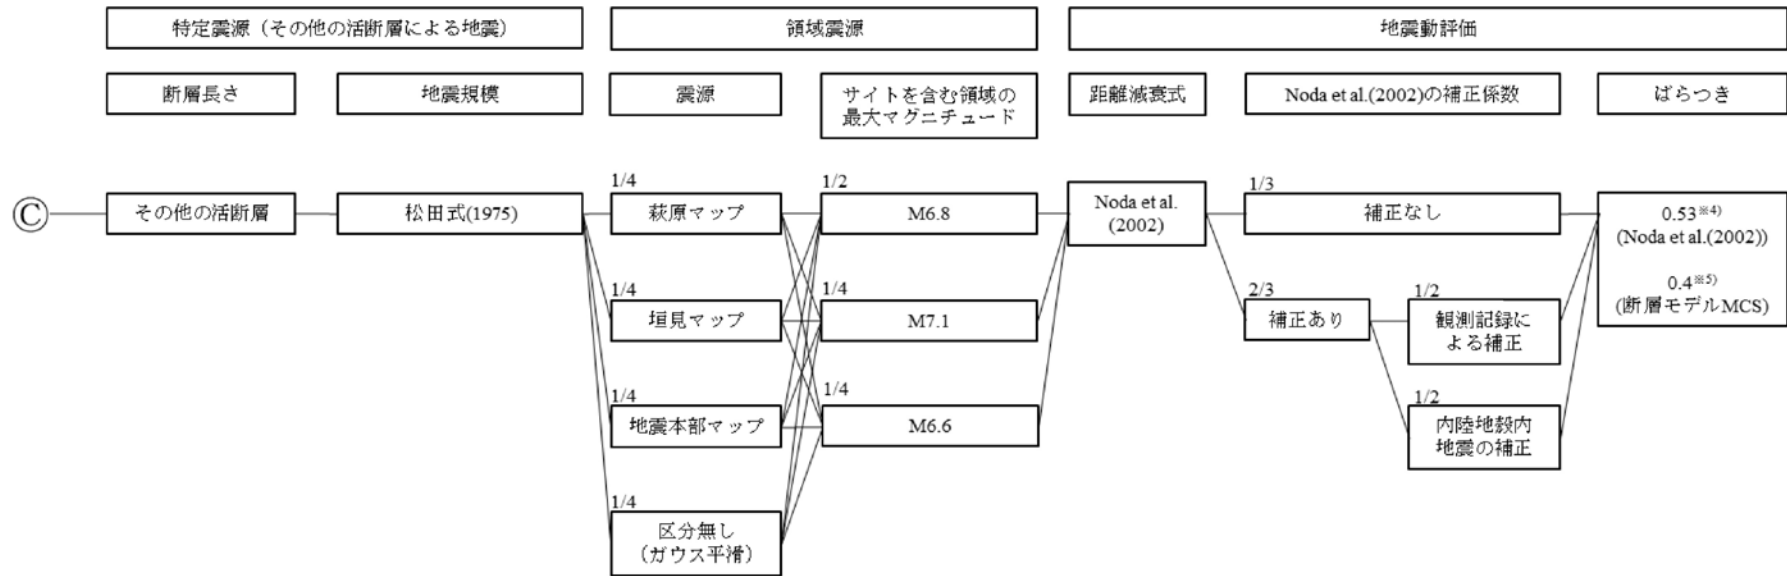 特定震源（その他の活断層による地震）
領域震源
地震動評価
断層長さ
地震規模
震源
サイトを含む領域の
最大マグニチュード
距離減衰式
Noda et al.(2002)の補正係数
ばらつき
Ⓒ
その他の活断層
松田式(1975)
1/4
萩原マップ
1/2
M6.8
Noda et al.
(2002)
1/3
補正なし
0.53※4)
(Noda et al.(2002))
0.4※5)
(断層モデルMCS)
1/4
垣見マップ
1/4
M7.1
2/3
補正あり
1/2
観測記録に
よる補正
1/4
地震本部マップ
1/4
M6.6
1/2
内陸地殻内
地震の補正
1/4
区分無し
（ガウス平滑）